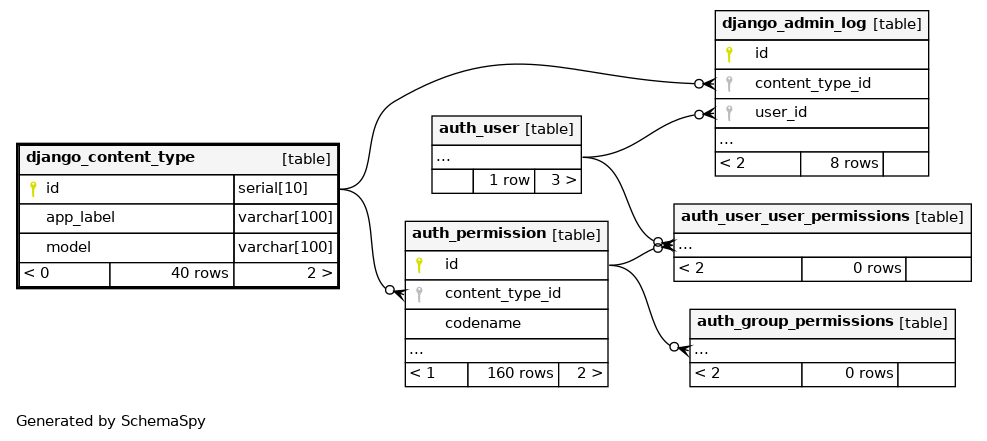 django_content_type [table]
id serial[10]
app_label varchar[100]
model varchar[100]
< 0 40 rows 2 >
auth_user [table]
...
1 row 3 >
auth_permission [table]
id
content_type_id
codename
...
< 1 160 rows 2 >
django_admin_log [table]
id
content_type_id
user_id
...
< 2 8 rows
auth_user_user_permissions [table]
...
< 2 0 rows
auth_group_permissions [table]
...
< 2 0 rows
Generated by SchemaSpy